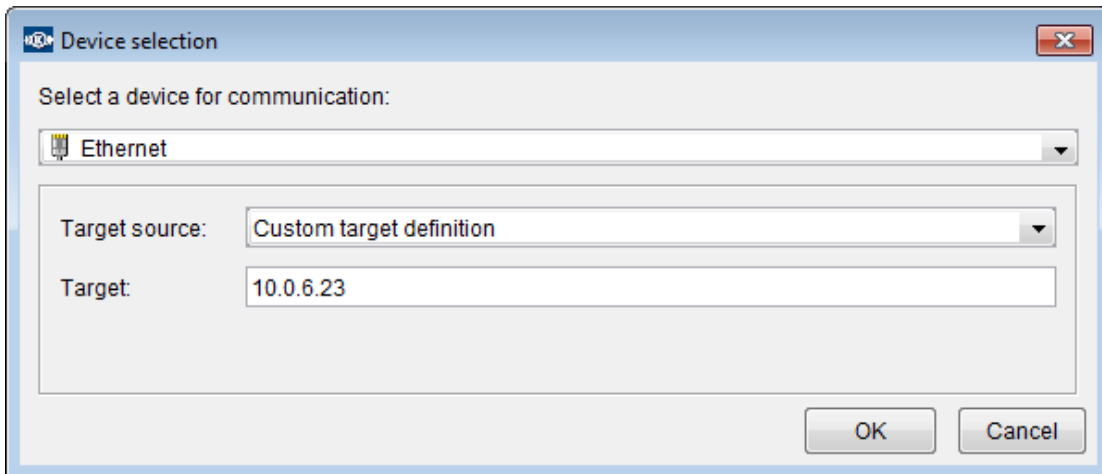 Device selection
Select a device for communication:
Ethernet
Target source: Custom target definition
Target: 10.0.6.23
OK Cancel